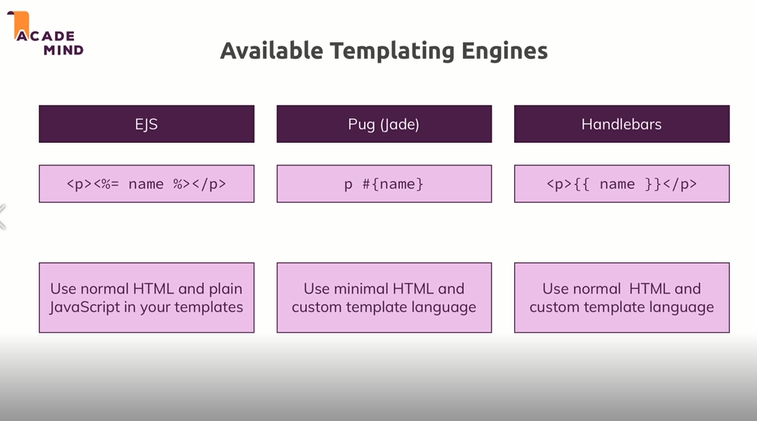 ACADE
MIND
Available Templating Engines
EJS
Pug (Jade)
Handlebars
<p><%= name %></p>
p #{name}
<p>{{ name }}</p>
Use normal HTML and plain
JavaScript in your templates
Use minimal HTML and
custom template language
Use normal  HTML and
custom template language